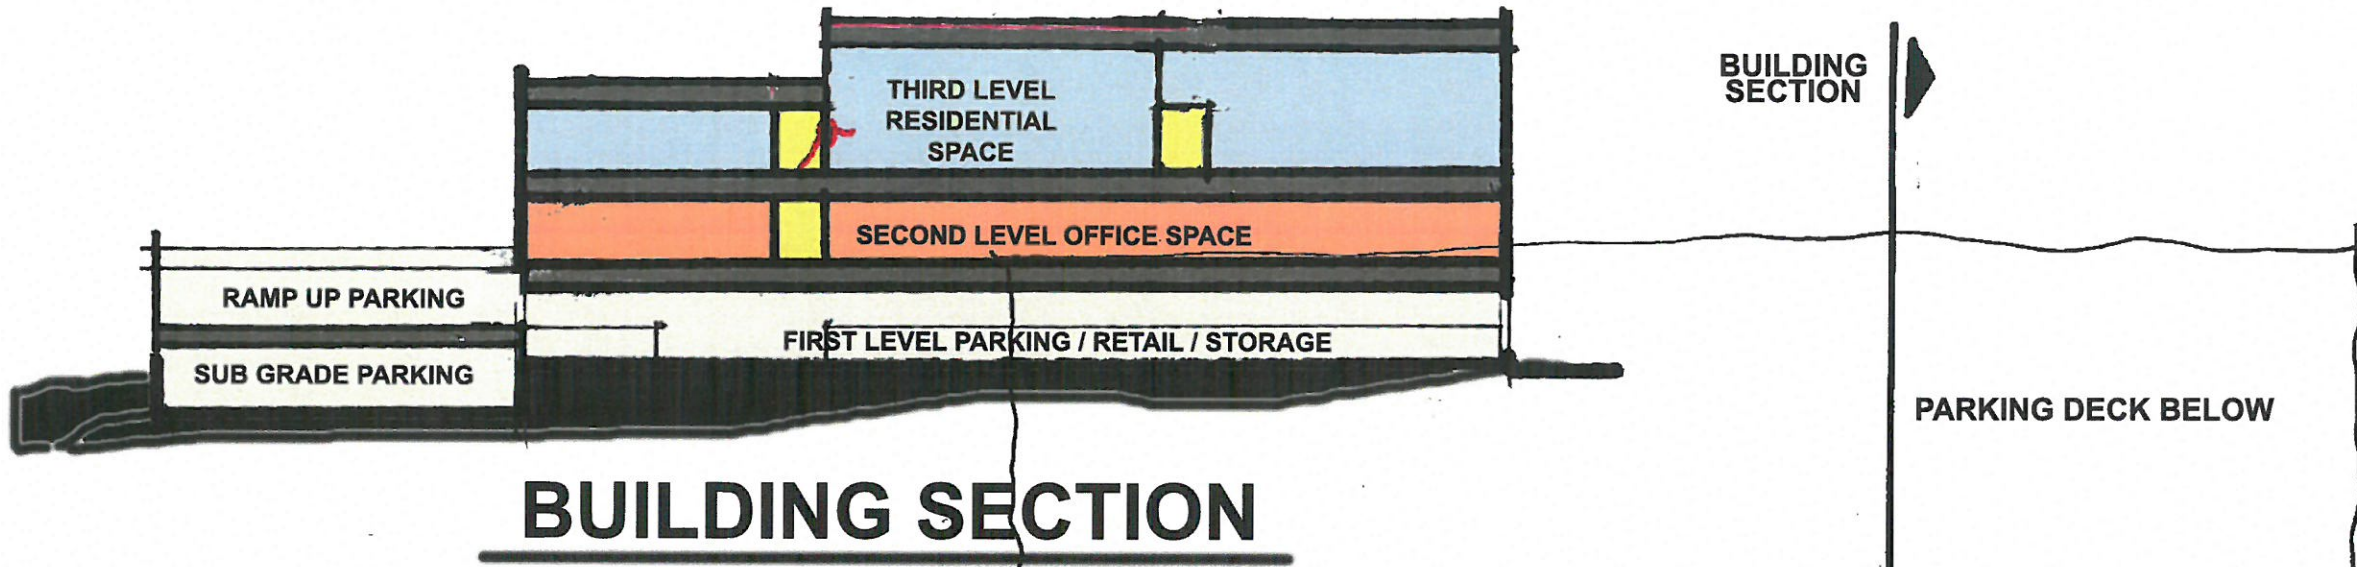 THIRD LEVEL
RESIDENTIAL
SPACE
SECOND LEVEL OFFICE SPACE
RAMP UP PARKING
FIRST LEVEL PARKING / RETAIL / STORAGE
SUB GRADE PARKING
BUILDING SECTION
BUILDING
SECTION
PARKING DECK BELOW